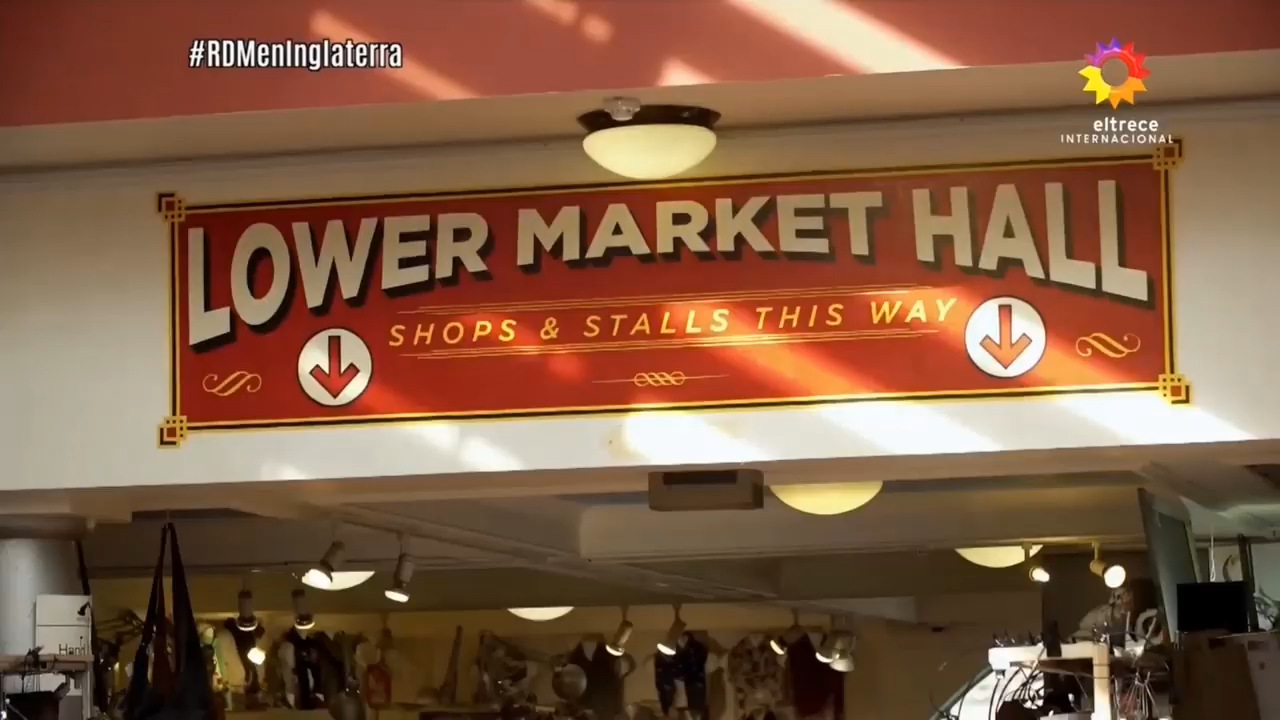 #RDMenInglaterra
eltrece
INTERNACIONAL
LOWER MARKET HALL
SHOPS & STALLS THIS WAY